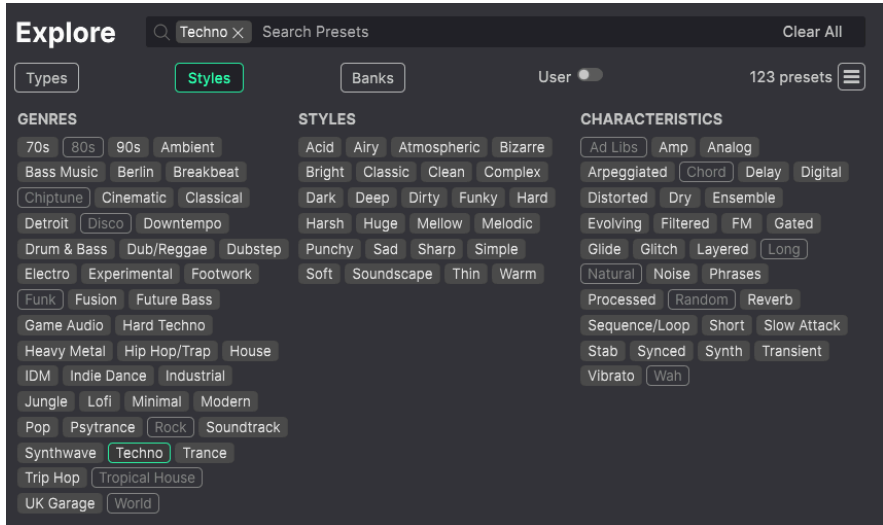 Explore Techno Search Presets Clear All
Types Styles Banks User 123 presets
GENRES
70s 80s 90s Ambient
Bass Music Berlin Breakbeat
Chiptune Cinematic Classical
Detroit Disco Downtempo
Drum & Bass Dub/Reggae Dubstep
Electro Experimental Footwork
Funk Fusion Future Bass
Game Audio Hard Techno
Heavy Metal Hip Hop/Trap House
IDM Indie Dance Industrial
Jungle Lofi Minimal Modern
Pop Psytrance Rock Soundtrack
Synthwave Techno Trance
Trip Hop Tropical House
UK Garage World
STYLES
Acid Airy Atmospheric Bizarre
Bright Classic Clean Complex
Dark Deep Dirty Funky Hard
Harsh Huge Mellow Melodic
Punchy Sad Sharp Simple
Soft Soundscape Thin Warm
CHARACTERISTICS
Ad Libs Amp Analog
Arpeggiated Chord Delay Digital
Distorted Dry Ensemble
Evolving Filtered FM Gated
Glide Glitch Layered Long
Natural Noise Phrases
Processed Random Reverb
Sequence/Loop Short Slow Attack
Stab Synced Synth Transient
Vibrato Wah